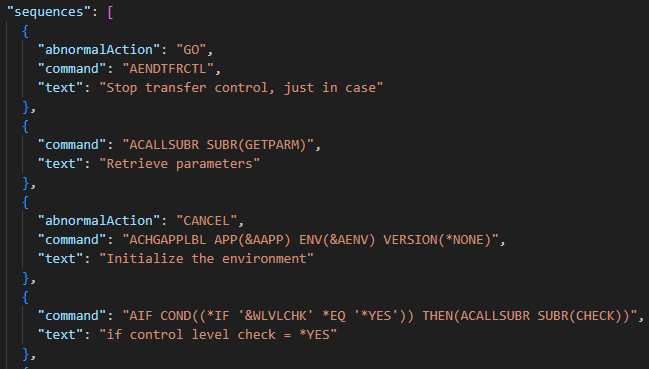 "sequences": [
{
"abnormalAction": "GO",
"command": "AENDTFRCTL",
"text": "Stop transfer control, just in case"
},
{
"command": "ACALLSUBR SUBR(GETPARM)",
"text": "Retrieve parameters"
},
{
"abnormalAction": "CANCEL",
"command": "ACHGAPPLBL APP(&AAPP) ENV(&AENV) VERSION(*NONE)",
"text": "Initialize the environment"
},
{
"command": "AIF COND((*IF '&WLVLCHK' *EQ '*YES')) THEN(ACALLSUBR SUBR(CHECK))",
"text": "if control level check = *YES"
},